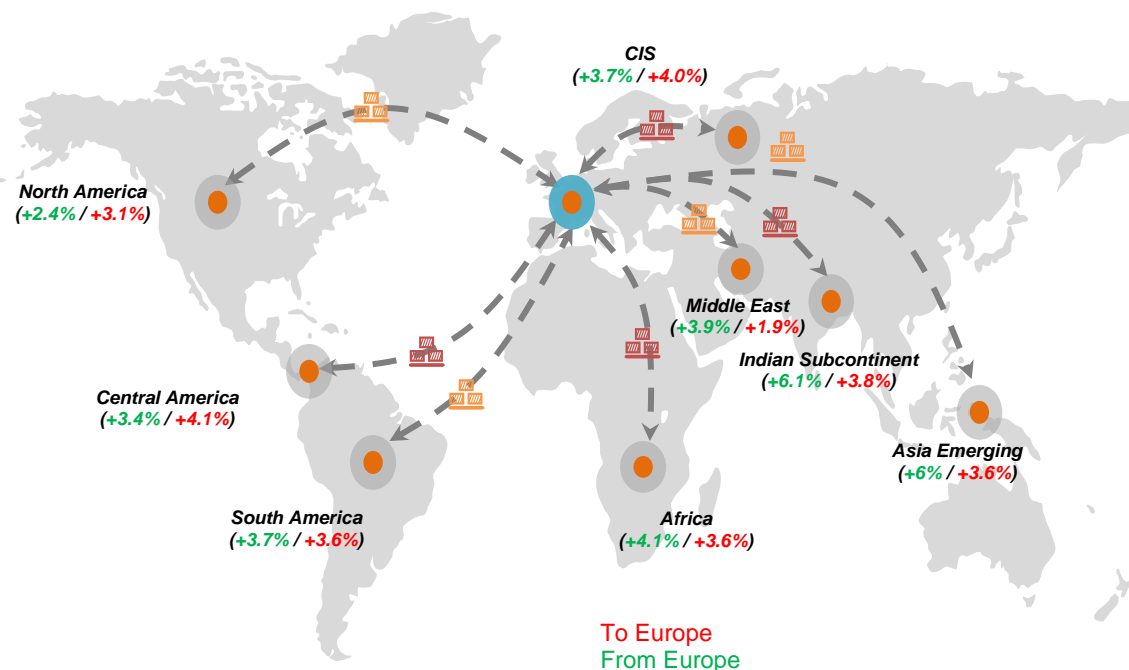 CIS
(+3.7% / +4.0%)
North America
(+2.4% / +3.1%)
Middle East
(+3.9% / +1.9%)
Indian Subcontinent
(+6.1% / +3.8%)
Central America
(+3.4% / +4.1%)
Asia Emerging
(+6% / +3.6%)
South America
(+3.7% / +3.6%)
Africa
(+4.1% / +3.6%)
To Europe
From Europe